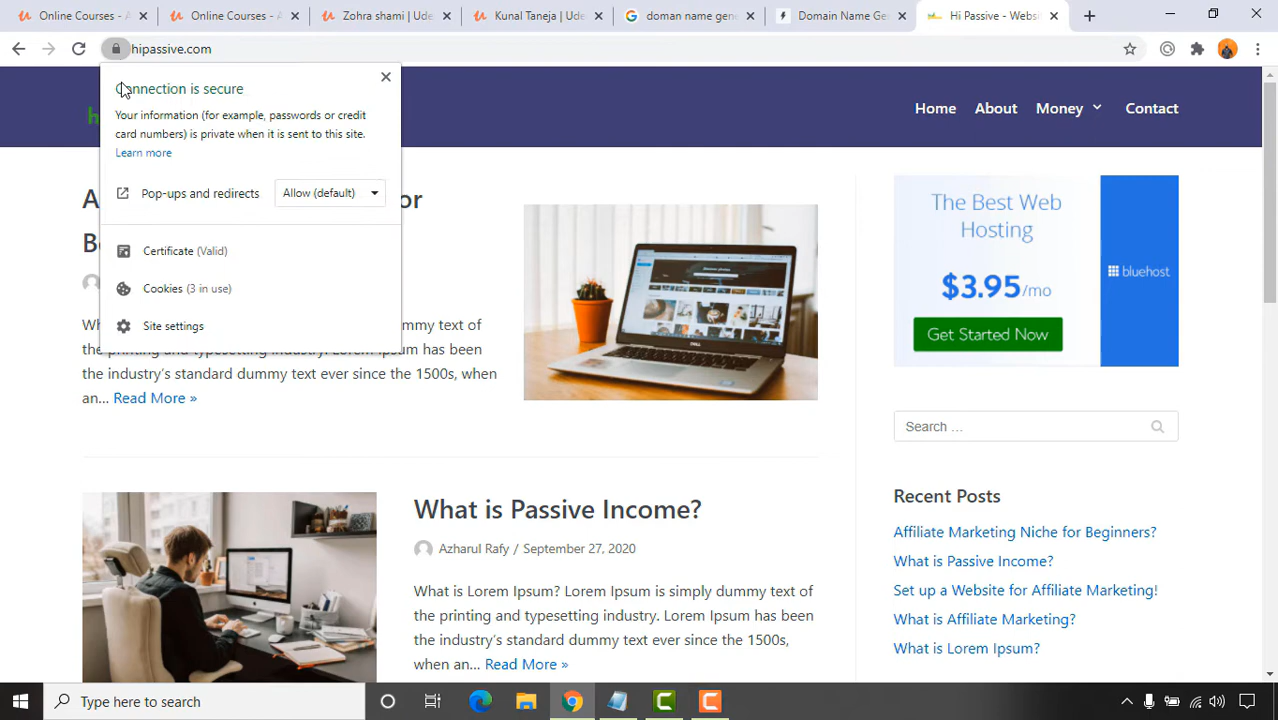 Online Courses - A
Online Courses - A
Zohra shami | Ude
Kunal Taneja | Ude
doman name gene
Domain Name Ge
Hi Passive - Websi
hipassive.com
Connection is secure
Your information (for example, passwords or credit
card numbers) is private when it is sent to this site.
Learn more
Pop-ups and redirects
Allow (default)
Certificate (Valid)
Cookies (3 in use)
Site settings
Home
About
Money
Contact
ummy text of
the printing and typesetting industry. Lorem Ipsum has been
the industry's standard dummy text ever since the 1500s, when
an... Read More »
What is Passive Income?
Azharul Rafy / September 27, 2020
What is Lorem Ipsum? Lorem Ipsum is simply dummy text of
the printing and typesetting industry. Lorem Ipsum has been
the industry's standard dummy text ever since the 1500s,
when an... Read More »
The Best Web
Hosting
$3.95/mo
Get Started Now
bluehost
Search …
Recent Posts
Affiliate Marketing Niche for Beginners?
What is Passive Income?
Set up a Website for Affiliate Marketing!
What is Affiliate Marketing?
What is Lorem Ipsum?
Type here to search